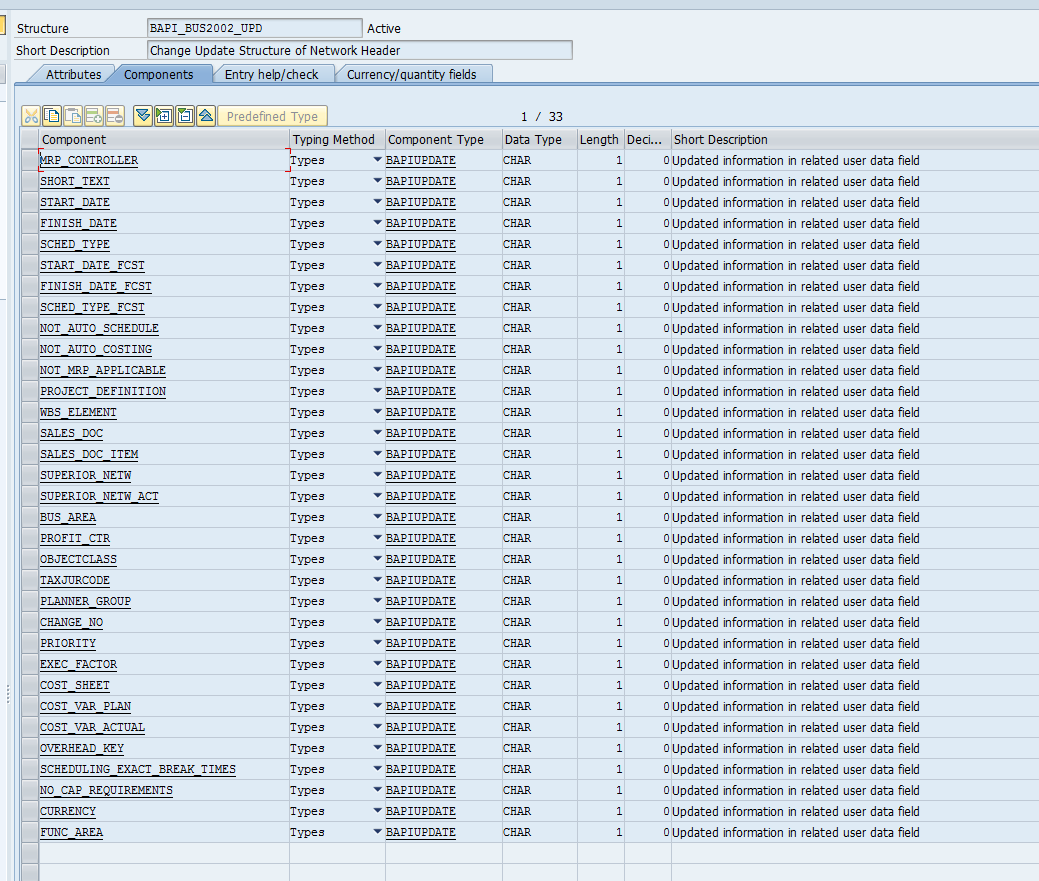 Structure BAPI_BUS2002_UPD Active
Short Description Change Update Structure of Network Header
Attributes Components Entry help/check Currency/quantity fields
Predefined Type 1 / 33
Component Typing Method Component Type Data Type Length Deci... Short Description
MRP_CONTROLLER Types BAPIUPDATE CHAR 1 0 Updated information in related user data field
SHORT_TEXT Types BAPIUPDATE CHAR 1 0 Updated information in related user data field
START_DATE Types BAPIUPDATE CHAR 1 0 Updated information in related user data field
FINISH_DATE Types BAPIUPDATE CHAR 1 0 Updated information in related user data field
SCHED_TYPE Types BAPIUPDATE CHAR 1 0 Updated information in related user data field
START_DATE_FCST Types BAPIUPDATE CHAR 1 0 Updated information in related user data field
FINISH_DATE_FCST Types BAPIUPDATE CHAR 1 0 Updated information in related user data field
SCHED_TYPE_FCST Types BAPIUPDATE CHAR 1 0 Updated information in related user data field
NOT_AUTO_SCHEDULE Types BAPIUPDATE CHAR 1 0 Updated information in related user data field
NOT_AUTO_COSTING Types BAPIUPDATE CHAR 1 0 Updated information in related user data field
NOT_MRP_APPLICABLE Types BAPIUPDATE CHAR 1 0 Updated information in related user data field
PROJECT_DEFINITION Types BAPIUPDATE CHAR 1 0 Updated information in related user data field
WBS_ELEMENT Types BAPIUPDATE CHAR 1 0 Updated information in related user data field
SALES_DOC Types BAPIUPDATE CHAR 1 0 Updated information in related user data field
SALES_DOC_ITEM Types BAPIUPDATE CHAR 1 0 Updated information in related user data field
SUPERIOR_NETW Types BAPIUPDATE CHAR 1 0 Updated information in related user data field
SUPERIOR_NETW_ACT Types BAPIUPDATE CHAR 1 0 Updated information in related user data field
BUS_AREA Types BAPIUPDATE CHAR 1 0 Updated information in related user data field
PROFIT_CTR Types BAPIUPDATE CHAR 1 0 Updated information in related user data field
OBJECTCLASS Types BAPIUPDATE CHAR 1 0 Updated information in related user data field
TAXJURCODE Types BAPIUPDATE CHAR 1 0 Updated information in related user data field
PLANNER_GROUP Types BAPIUPDATE CHAR 1 0 Updated information in related user data field
CHANGE_NO Types BAPIUPDATE CHAR 1 0 Updated information in related user data field
PRIORITY Types BAPIUPDATE CHAR 1 0 Updated information in related user data field
EXEC_FACTOR Types BAPIUPDATE CHAR 1 0 Updated information in related user data field
COST_SHEET Types BAPIUPDATE CHAR 1 0 Updated information in related user data field
COST_VAR_PLAN Types BAPIUPDATE CHAR 1 0 Updated information in related user data field
COST_VAR_ACTUAL Types BAPIUPDATE CHAR 1 0 Updated information in related user data field
OVERHEAD_KEY Types BAPIUPDATE CHAR 1 0 Updated information in related user data field
SCHEDULING_EXACT_BREAK_TIMES Types BAPIUPDATE CHAR 1 0 Updated information in related user data field
NO_CAP_REQUIREMENTS Types BAPIUPDATE CHAR 1 0 Updated information in related user data field
CURRENCY Types BAPIUPDATE CHAR 1 0 Updated information in related user data field
FUNC_AREA Types BAPIUPDATE CHAR 1 0 Updated information in related user data field